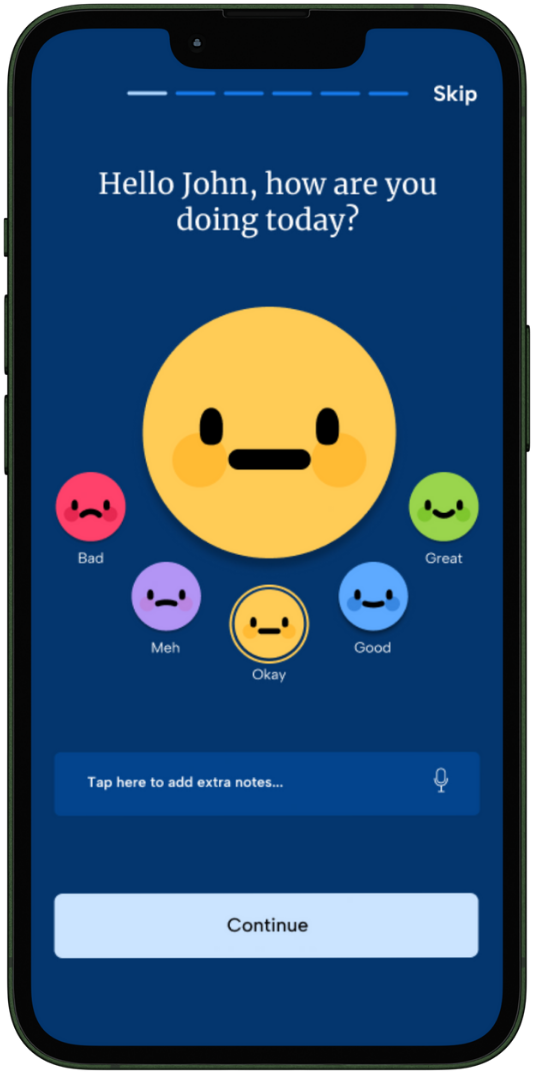 Skip
Hello John, how are you
doing today?
Bad
Great
Meh
Good
Okay
Tap here to add extra notes...
Continue